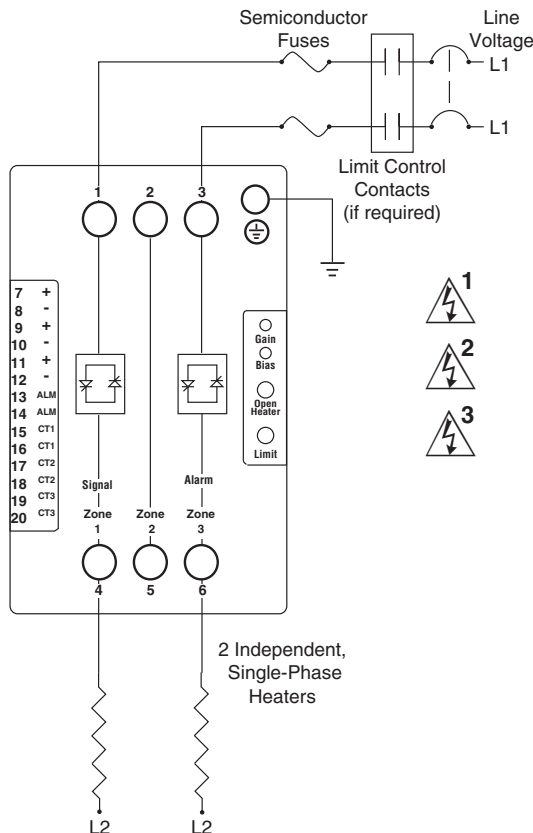 Semiconductor
Fuses
Line
Voltage
L1
L1
Limit Control
Contacts
(if required)
1 2 3
7 +
8 -
9 +
10 -
11 +
12 -
13 ALM
14 ALM
15 CT1
16 CT1
17 CT2
18 CT2
19 CT3
20 CT3
Gain
Bias
Open
Heater
Limit
Signal
Alarm
Zone Zone Zone
1 2 3
4 5 6
1
2
3
2 Independent,
Single-Phase
Heaters
L2 L2